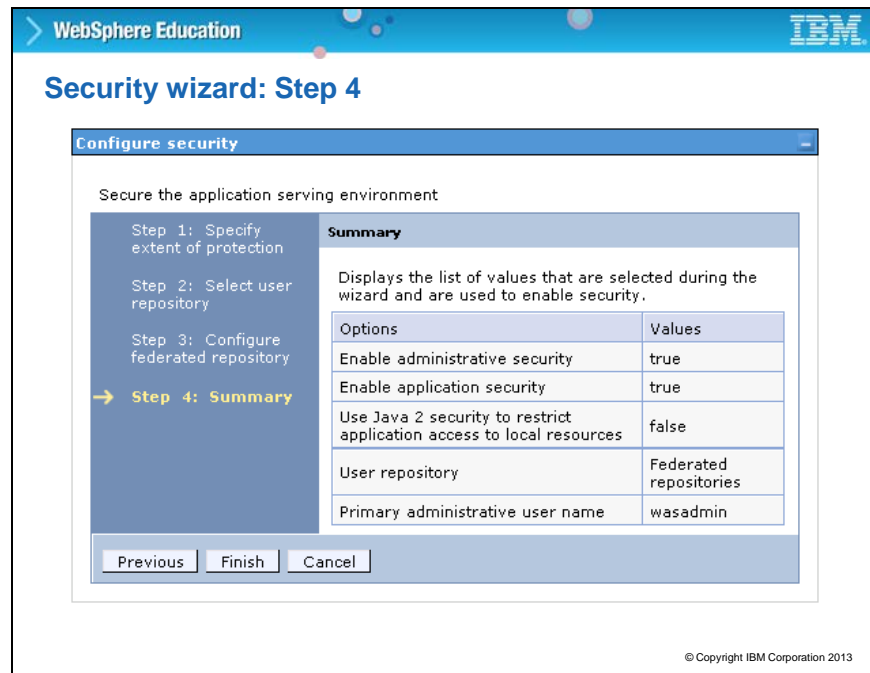 WebSphere Education
IBM
Security wizard: Step 4
Configure security
Secure the application serving environment
Step 1: Specify
extent of protection
Step 2: Select user
repository
Step 3: Configure
federated repository
Step 4: Summary
Summary
Displays the list of values that are selected during the
wizard and are used to enable security.
Options Values
Enable administrative security true
Enable application security true
Use Java 2 security to restrict
application access to local resources false
User repository Federated
repositories
Primary administrative user name wasadmin
Previous Finish Cancel
© Copyright IBM Corporation 2013